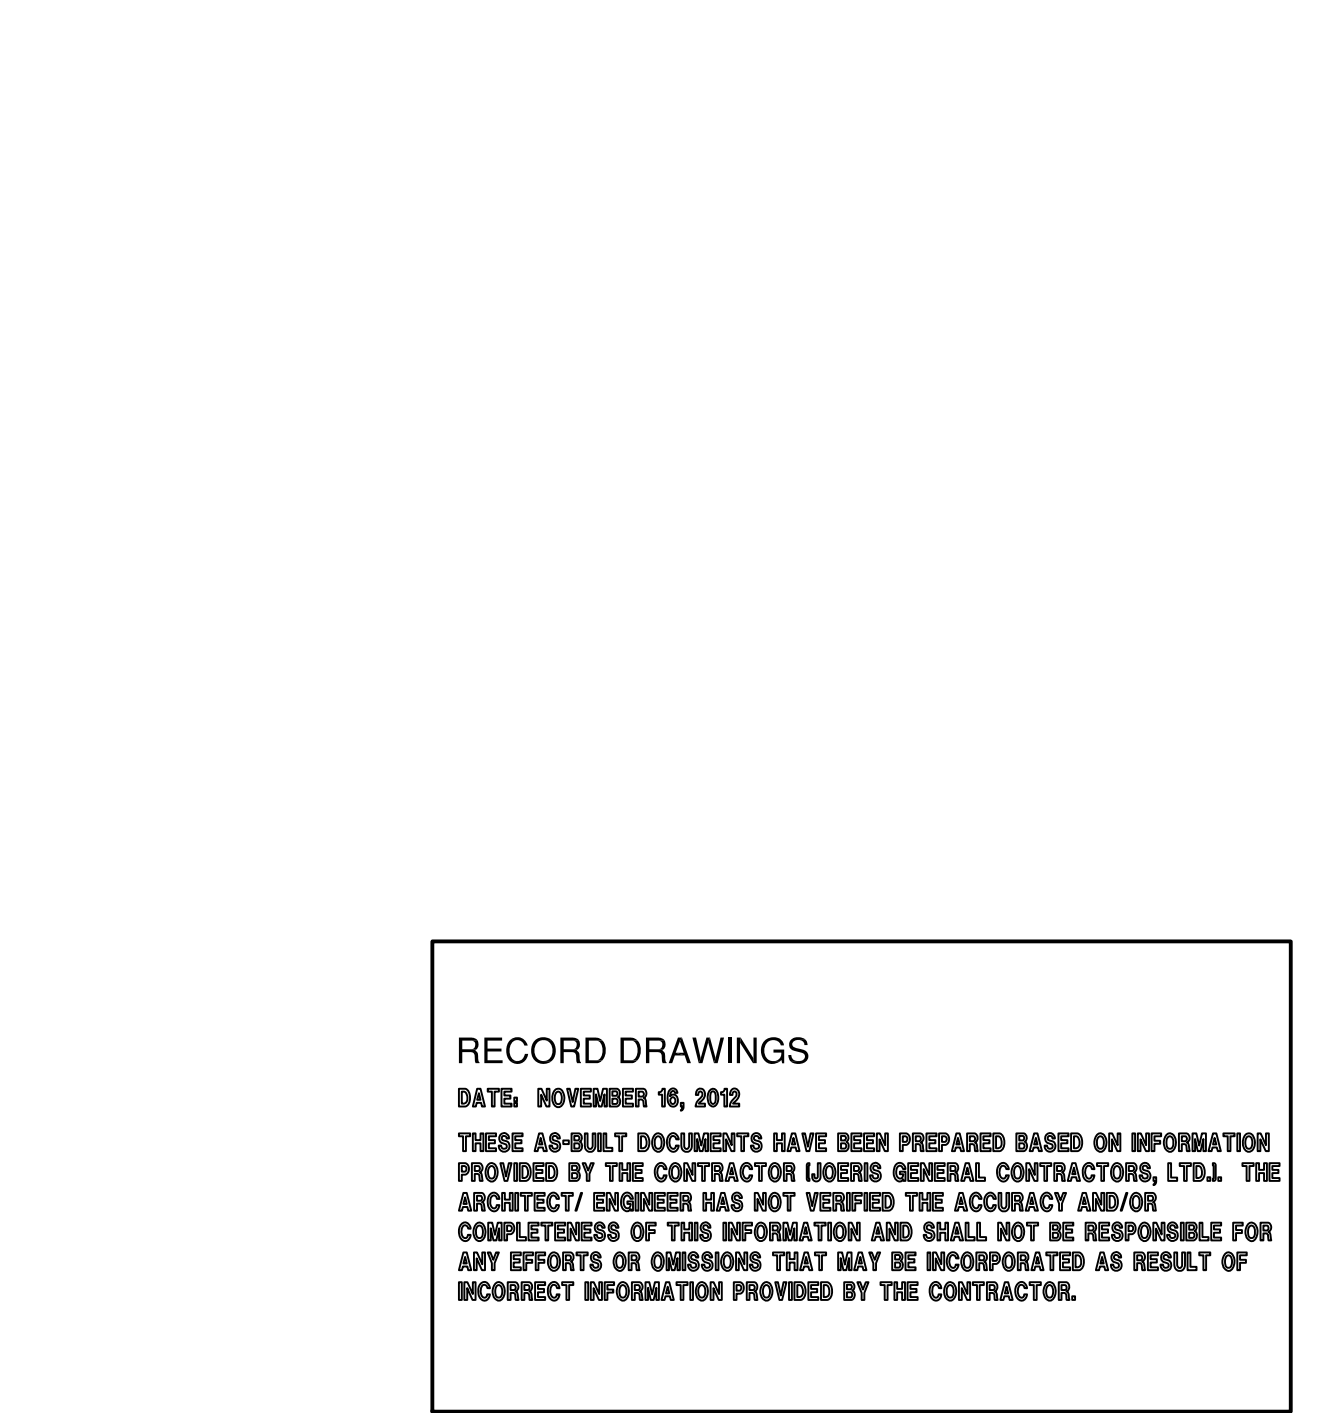 RECORD DRAWINGS
DATE: NOVEMBER 16, 2012
THESE AS-BUILT DOCUMENTS HAVE BEEN PREPARED BASED ON INFORMATION
PROVIDED BY THE CONTRACTOR (JOERIS GENERAL CONTRACTORS, LTD.). THE
ARCHITECT/ ENGINEER HAS NOT VERIFIED THE ACCURACY AND/OR
COMPLETENESS OF THIS INFORMATION AND SHALL NOT BE RESPONSIBLE FOR
ANY EFFORTS OR OMISSIONS THAT MAY BE INCORPORATED AS RESULT OF
INCORRECT INFORMATION PROVIDED BY THE CONTRACTOR.